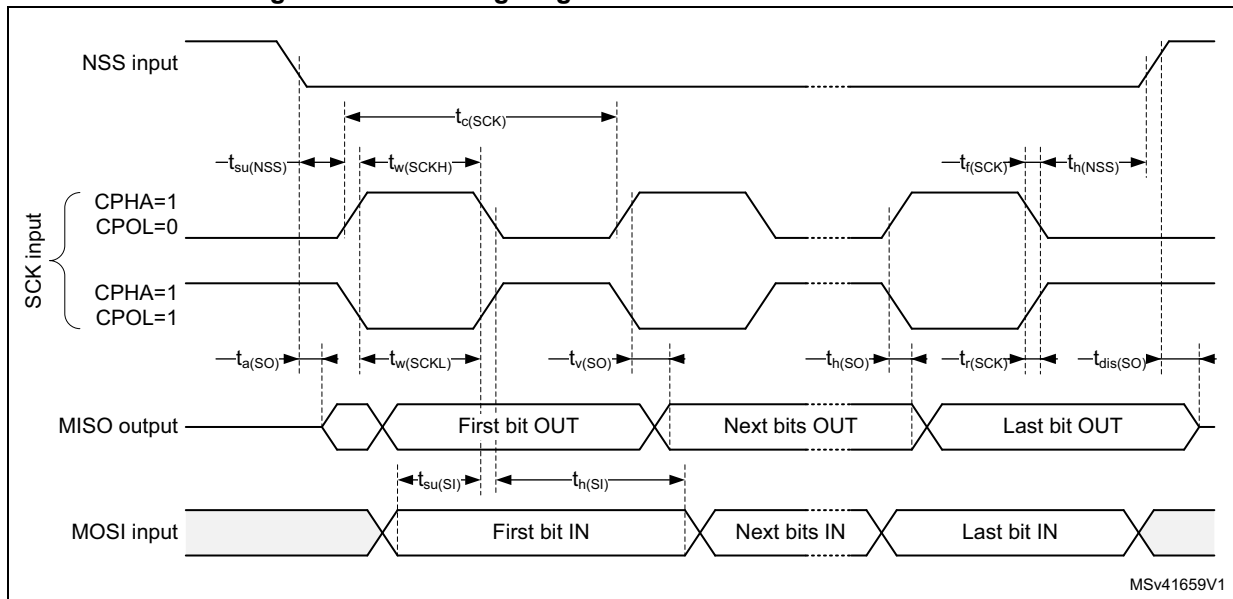 NSS input
tc(SCK)
tsu(NSS)
tw(SCKH)
tf(SCK)
th(NSS)
SCK input
CPHA=1
CPOL=0
CPHA=1
CPOL=1
ta(SO)
tw(SCKL)
tv(SO)
th(SO)
tr(SCK)
tdis(SO)
MISO output
First bit OUT
Next bits OUT
Last bit OUT
tsu(SI)
th(SI)
MOSI input
First bit IN
Next bits IN
Last bit IN
MSv41659V1